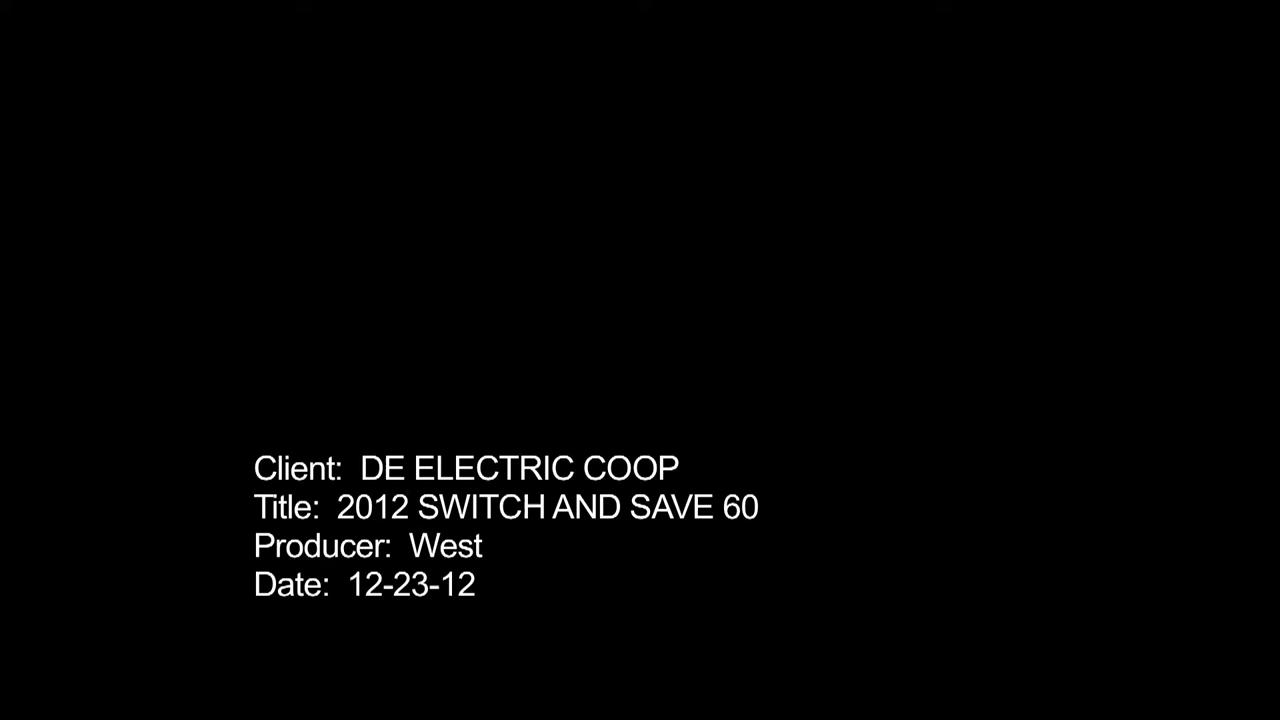 Client:  DE ELECTRIC COOP
Title:  2012 SWITCH AND SAVE 60
Producer:  West
Date:  12-23-12